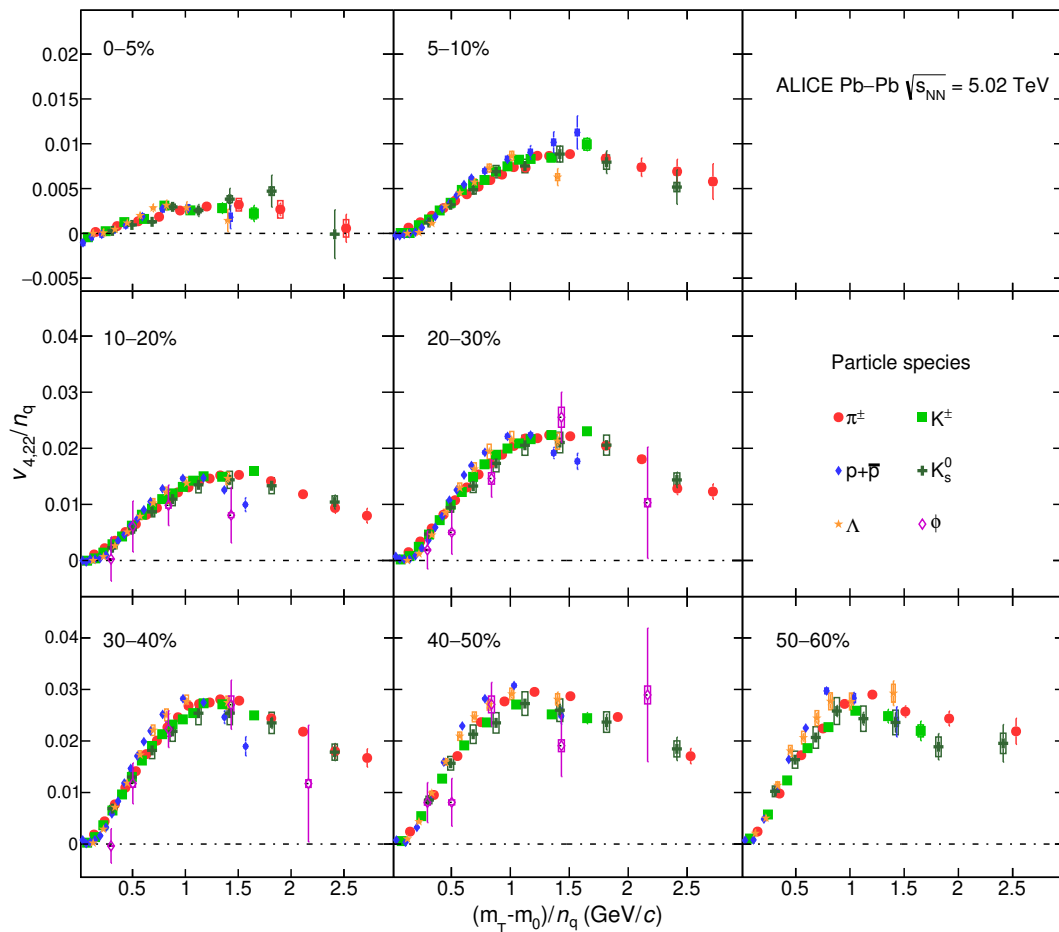 0–5%
5–10%
ALICE Pb–Pb √sNN = 5.02 TeV
0.02
0.015
0.01
0.005
0
−0.005
10–20%
20–30%
0.04
0.03
0.02
0.01
0
v4,22/nq
Particle species
π± K±
p+p̅ K0s
Λ ϕ
30–40%
40–50%
50–60%
0.04
0.03
0.02
0.01
0
0.5 1 1.5 2 2.5 0.5 1 1.5 2 2.5 0.5 1 1.5 2 2.5
(mT-m0)/nq (GeV/c)